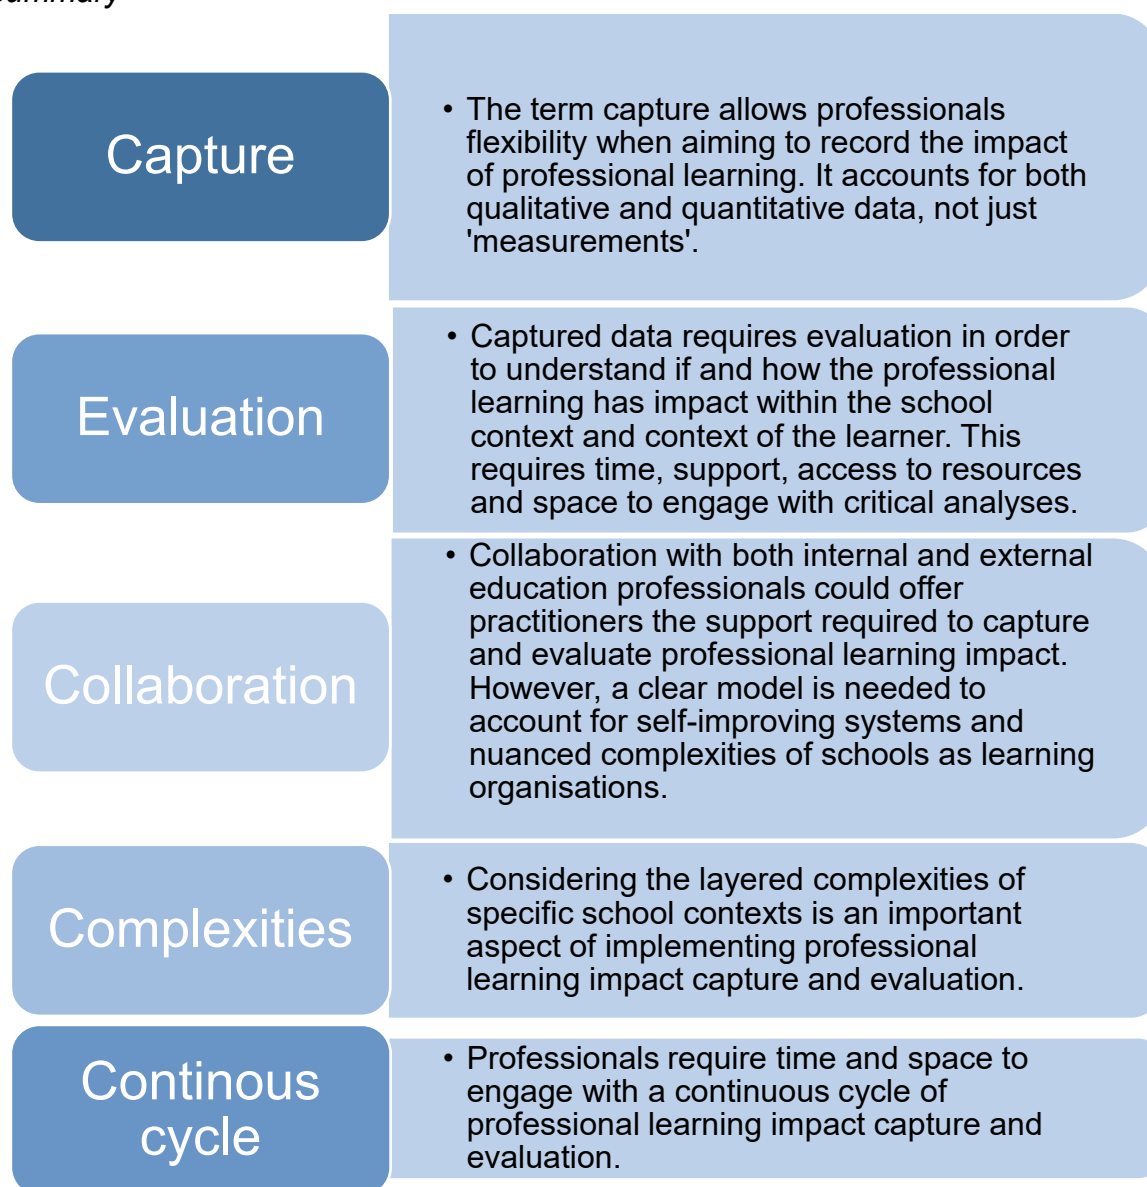 summary
Capture
• The term capture allows professionals
flexibility when aiming to record the impact
of professional learning. It accounts for both
qualitative and quantitative data, not just
'measurements'.
Evaluation
• Captured data requires evaluation in order
to understand if and how the professional
learning has impact within the school
context and context of the learner. This
requires time, support, access to resources
and space to engage with critical analyses.
Collaboration
• Collaboration with both internal and external
education professionals could offer
practitioners the support required to capture
and evaluate professional learning impact.
However, a clear model is needed to
account for self-improving systems and
nuanced complexities of schools as learning
organisations.
Complexities
• Considering the layered complexities of
specific school contexts is an important
aspect of implementing professional
learning impact capture and evaluation.
Continous
cycle
• Professionals require time and space to
engage with a continuous cycle of
professional learning impact capture and
evaluation.